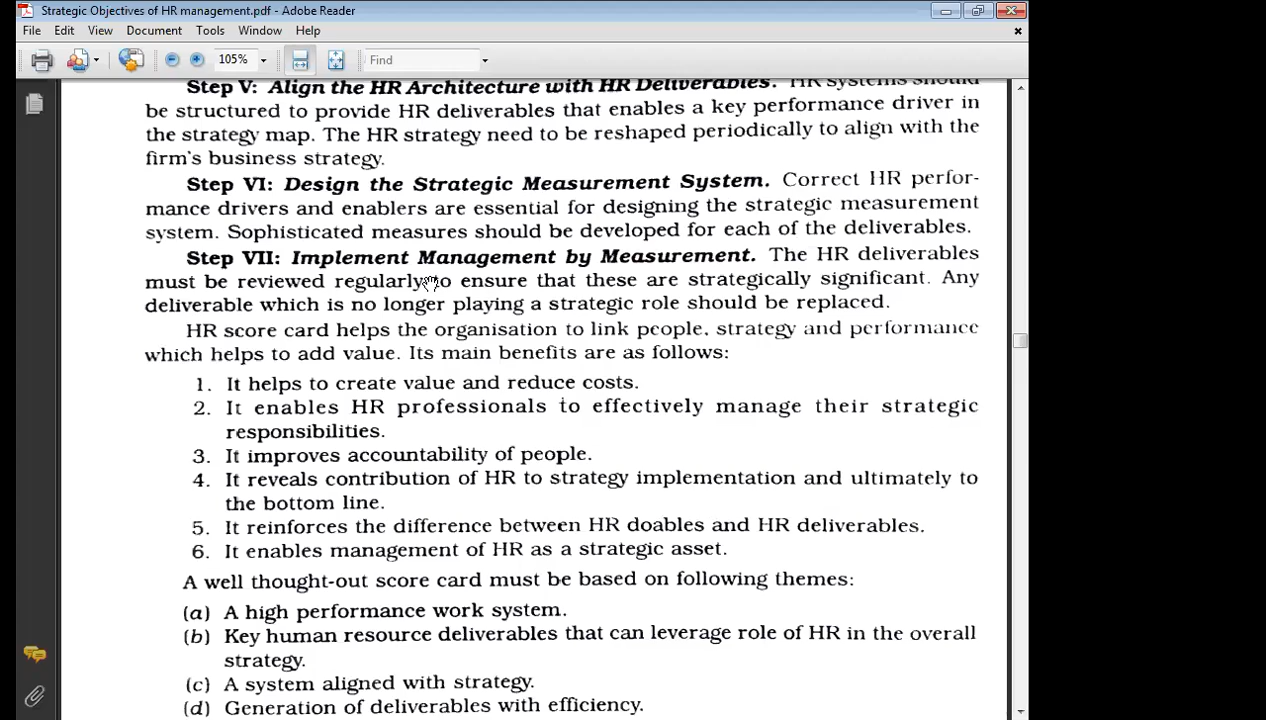 Strategic Objectives of HR management.pdf - Adobe Reader
File Edit View Document Tools Window Help
105% Find
Step V: Align the HR Architecture with HR Deliverables. HR systems should
be structured to provide HR deliverables that enables a key performance driver in
the strategy map. The HR strategy need to be reshaped periodically to align with the
firm's business strategy.
Step VI: Design the Strategic Measurement System. Correct HR perfor-
mance drivers and enablers are essential for designing the strategic measurement
system. Sophisticated measures should be developed for each of the deliverables.
Step VII: Implement Management by Measurement. The HR deliverables
must be reviewed regularly to ensure that these are strategically significant. Any
deliverable which is no longer playing a strategic role should be replaced.
HR score card helps the organisation to link people, strategy and performance
which helps to add value. Its main benefits are as follows:
1. It helps to create value and reduce costs.
2. It enables HR professionals to effectively manage their strategic
responsibilities.
3. It improves accountability of people.
4. It reveals contribution of HR to strategy implementation and ultimately to
the bottom line.
5. It reinforces the difference between HR doables and HR deliverables.
6. It enables management of HR as a strategic asset.
A well thought-out score card must be based on following themes:
(a) A high performance work system.
(b) Key human resource deliverables that can leverage role of HR in the overall
strategy.
(c) A system aligned with strategy.
(d) Generation of deliverables with efficiency.